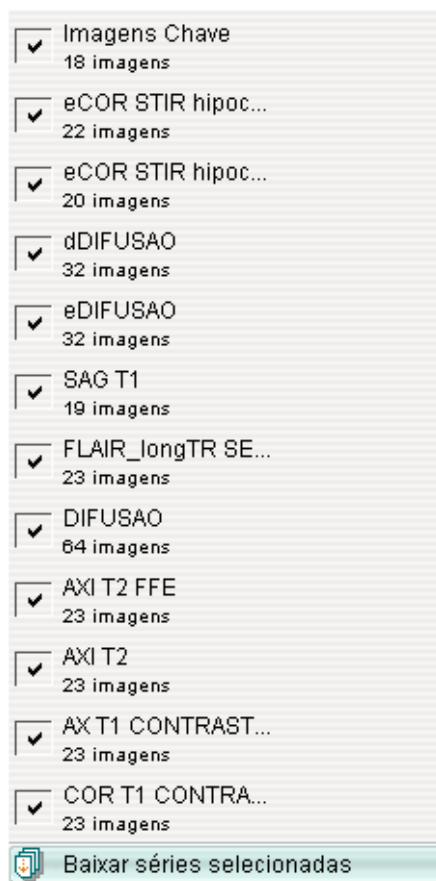 Imagens Chave
18 imagens
eCOR STIR hipoc...
22 imagens
eCOR STIR hipoc...
20 imagens
dDIFUSAO
32 imagens
eDIFUSAO
32 imagens
SAG T1
19 imagens
FLAIR_longTR SE...
23 imagens
DIFUSAO
64 imagens
AXI T2 FFE
23 imagens
AXI T2
23 imagens
AX T1 CONTRAST...
23 imagens
COR T1 CONTRA...
23 imagens
Baixar séries selecionadas